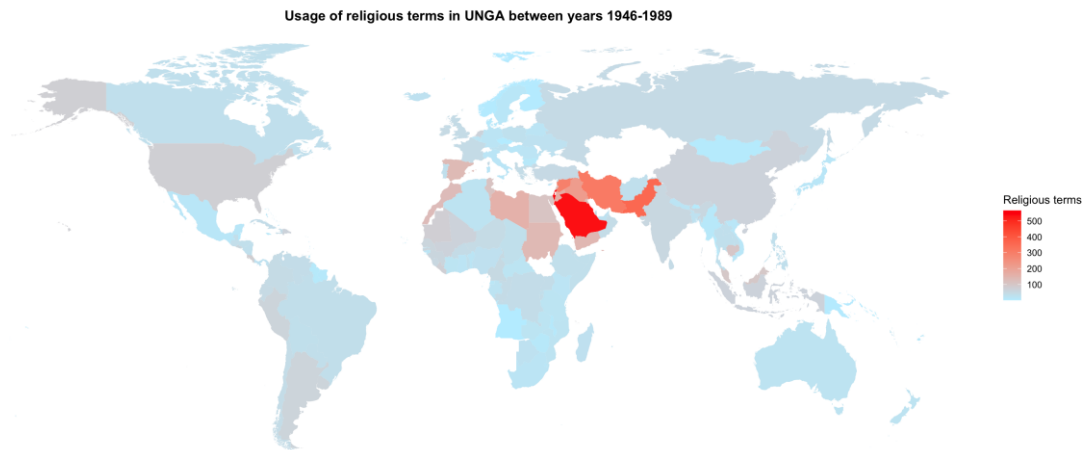 Usage of religious terms in UNGA between years 1946-1989
Religious terms
500
400
300
200
100